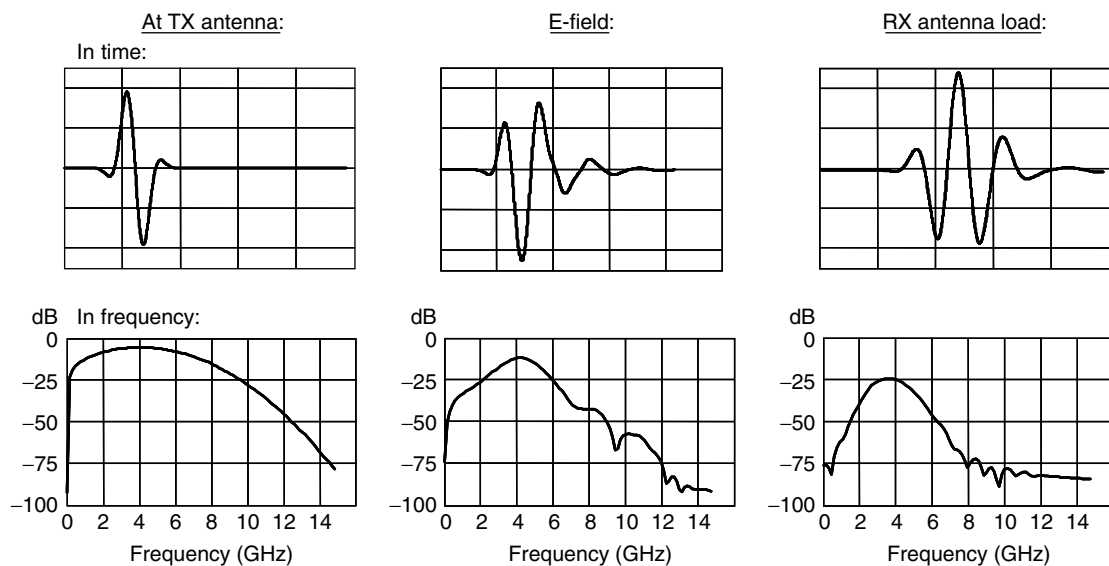 At TX antenna: E-field: RX antenna load:
In time:
dB In frequency: dB dB
0 0 0
−25 −25 −25
−50 −50 −50
−75 −75 −75
−100 −100 −100
0 2 4 6 8 10 12 14 0 2 4 6 8 10 12 14 0 2 4 6 8 10 12 14
Frequency (GHz) Frequency (GHz) Frequency (GHz)